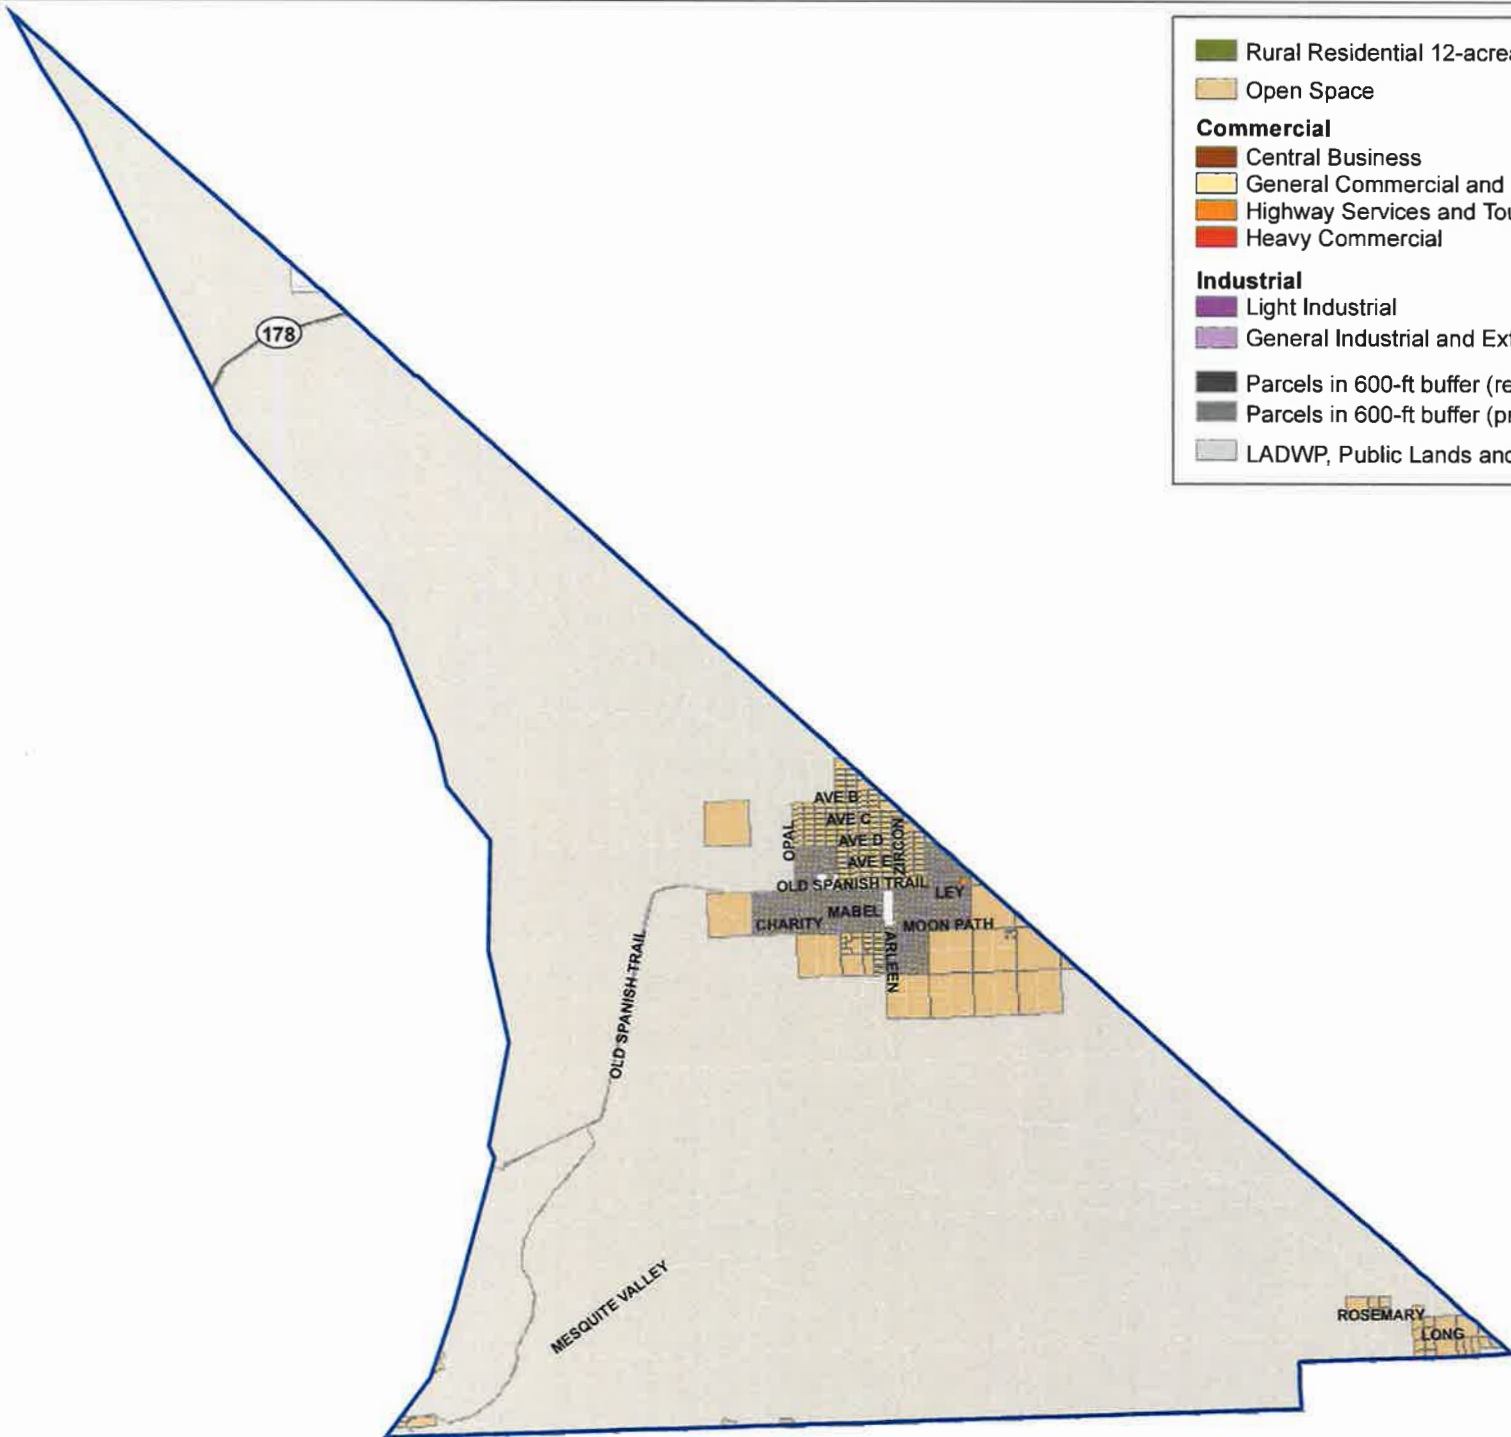 Rural Residential 12-acre
Open Space
Commercial
Central Business
General Commercial and
Highway Services and Tou
Heavy Commercial
Industrial
Light Industrial
General Industrial and Ext
Parcels in 600-ft buffer (re
Parcels in 600-ft buffer (pr
LADWP, Public Lands and
178
AVE B
AVE C
AVE D
AVE E
OPAL
ZIRCON
OLD SPANISH TRAIL
LEY
MABEL
CHARITY
MOON PATH
ARLEEN
OLD SPANISH TRAIL
MESQUITE VALLEY
ROSEMARY
LONG